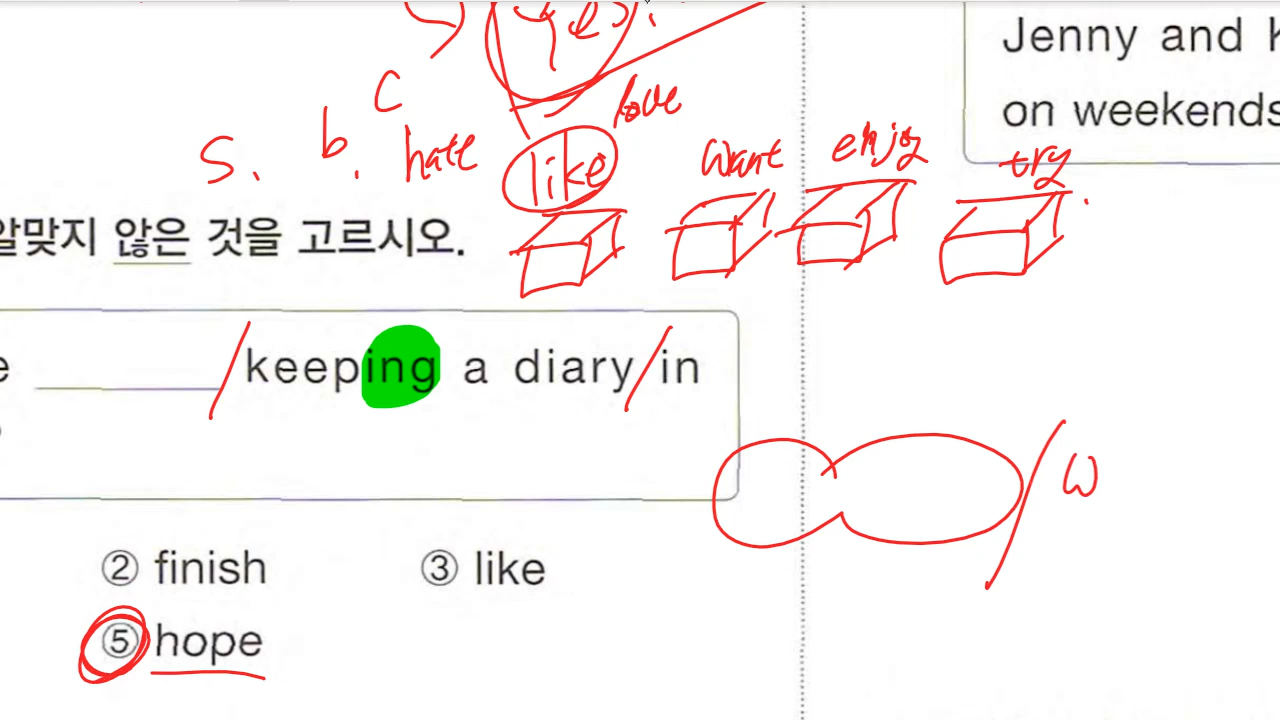 Jenny and
on weekends
love
C
hate
b.
S.
like
want
enjoy
try.
알맞지 않은 것을 고르시오.
e ________ / keeping a diary / in
W
② finish
③ like
⑤ hope